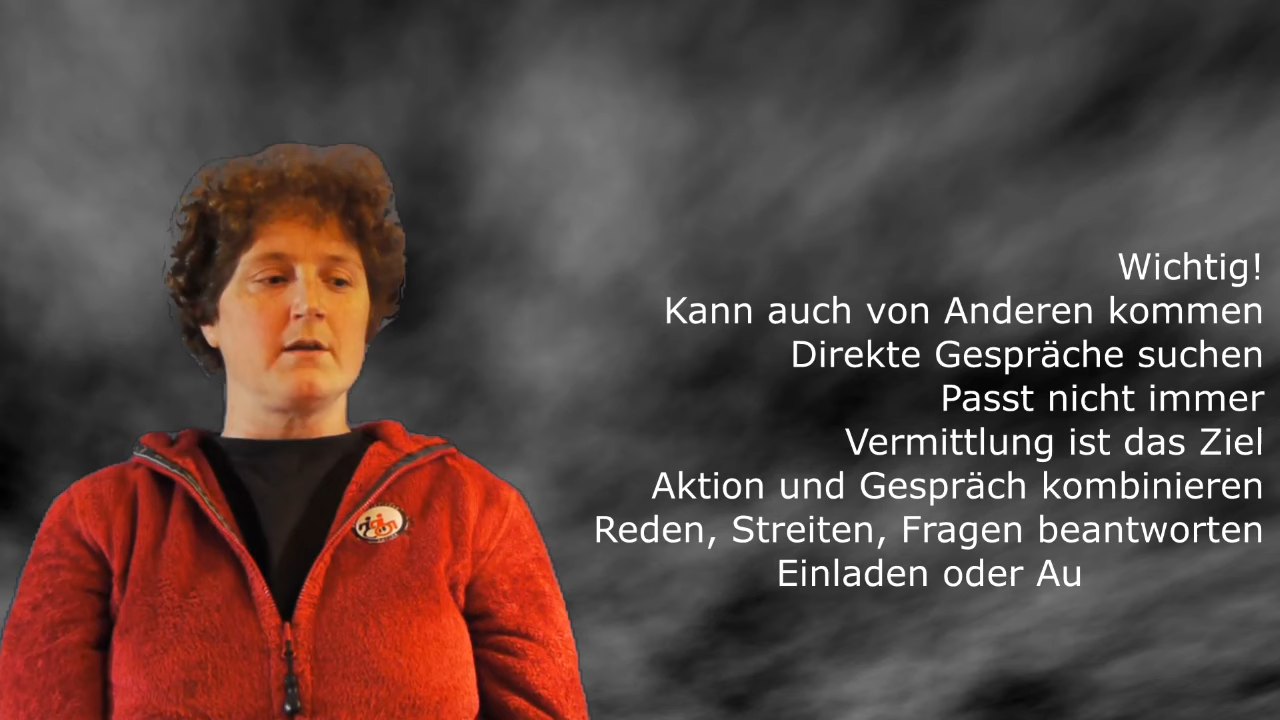 Wichtig!
Kann auch von Anderen kommen
Direkte Gespräche suchen
Passt nicht immer
Vermittlung ist das Ziel
Aktion und Gespräch kombinieren
Reden, Streiten, Fragen beantworten
Einladen oder Au